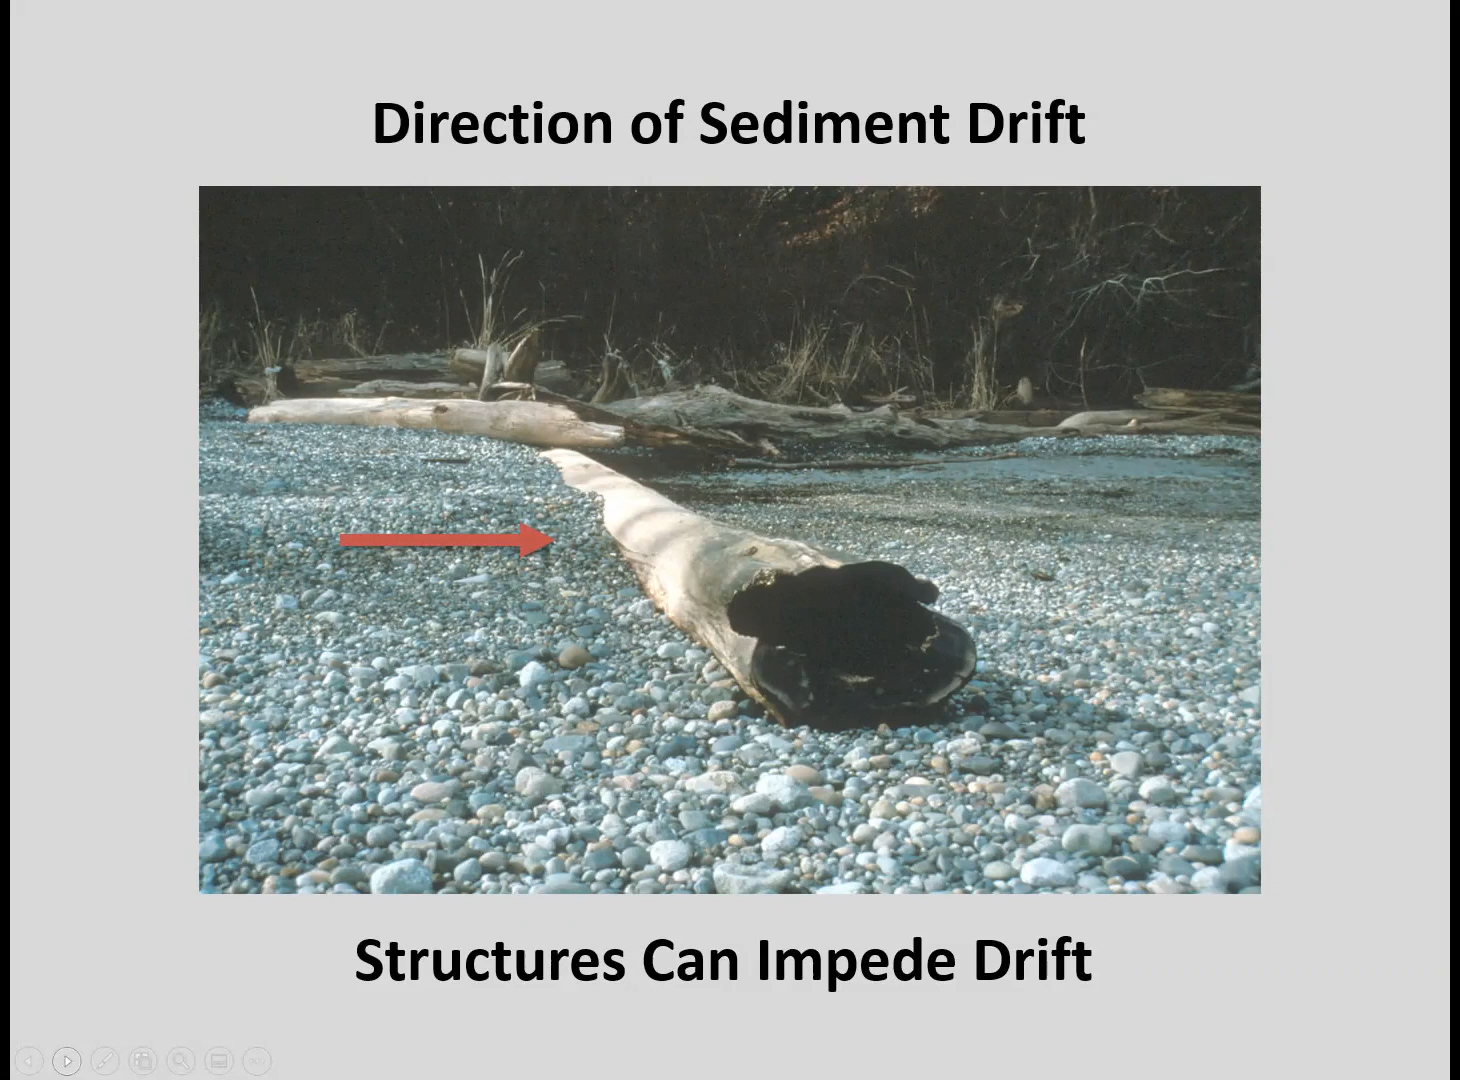 Direction of Sediment Drift
Structures Can Impede Drift